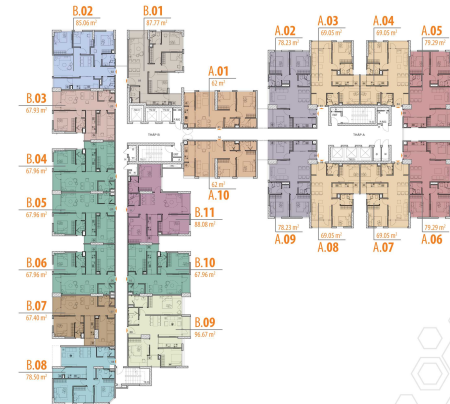 B.02
85.06 m²
B.01
87.77 m²
A.02
78.23 m²
A.03
69.05 m²
A.04
69.05 m²
A.05
79.29 m²
A.01
62 m²
B.03
67.93 m²
B.04
67.96 m²
62 m²
A.10
B.05
67.96 m²
B.11
88.08 m²
78.23 m²
A.09
69.05 m²
A.08
69.05 m²
A.07
79.29 m²
A.06
B.06
67.96 m²
B.10
67.96 m²
B.07
67.40 m²
B.09
96.67 m²
B.08
78.50 m²